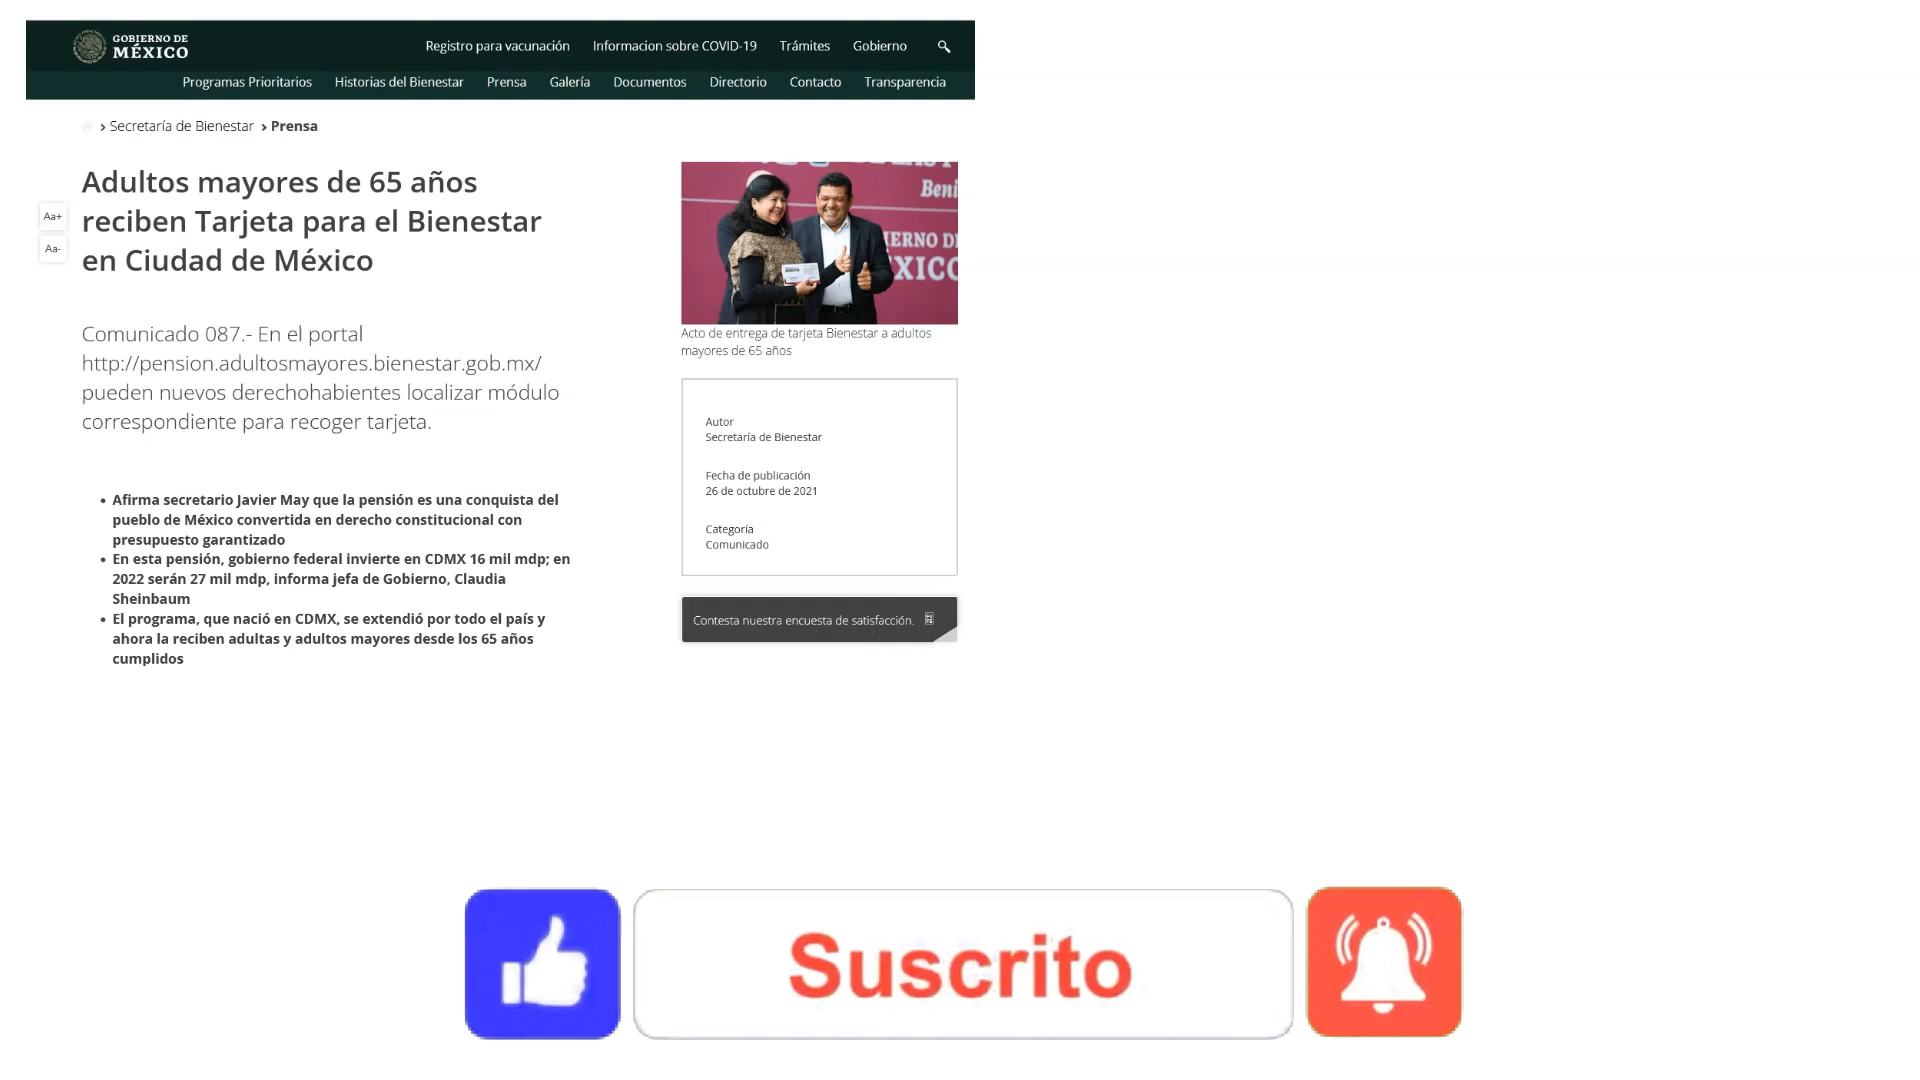 GOBIERNO DE
MÉXICO
Registro para vacunación Informacion sobre COVID-19 Trámites Gobierno
Programas Prioritarios Historias del Bienestar Prensa Galería Documentos Directorio Contacto Transparencia
› Secretaría de Bienestar › Prensa
Adultos mayores de 65 años
reciben Tarjeta para el Bienestar
en Ciudad de México
Aa+
Aa-
Comunicado 087.- En el portal
http://pension.adultosmayores.bienestar.gob.mx/
pueden nuevos derechohabientes localizar módulo
correspondiente para recoger tarjeta.
• Afirma secretario Javier May que la pensión es una conquista del
pueblo de México convertida en derecho constitucional con
presupuesto garantizado
• En esta pensión, gobierno federal invierte en CDMX 16 mil mdp; en
2022 serán 27 mil mdp, informa jefa de Gobierno, Claudia
Sheinbaum
• El programa, que nació en CDMX, se extendió por todo el país y
ahora la reciben adultas y adultos mayores desde los 65 años
cumplidos
Beni
IERNO D
XICO
Acto de entrega de tarjeta Bienestar a adultos
mayores de 65 años
Autor
Secretaría de Bienestar
Fecha de publicación
26 de octubre de 2021
Categoría
Comunicado
Contesta nuestra encuesta de satisfacción.
Suscrito